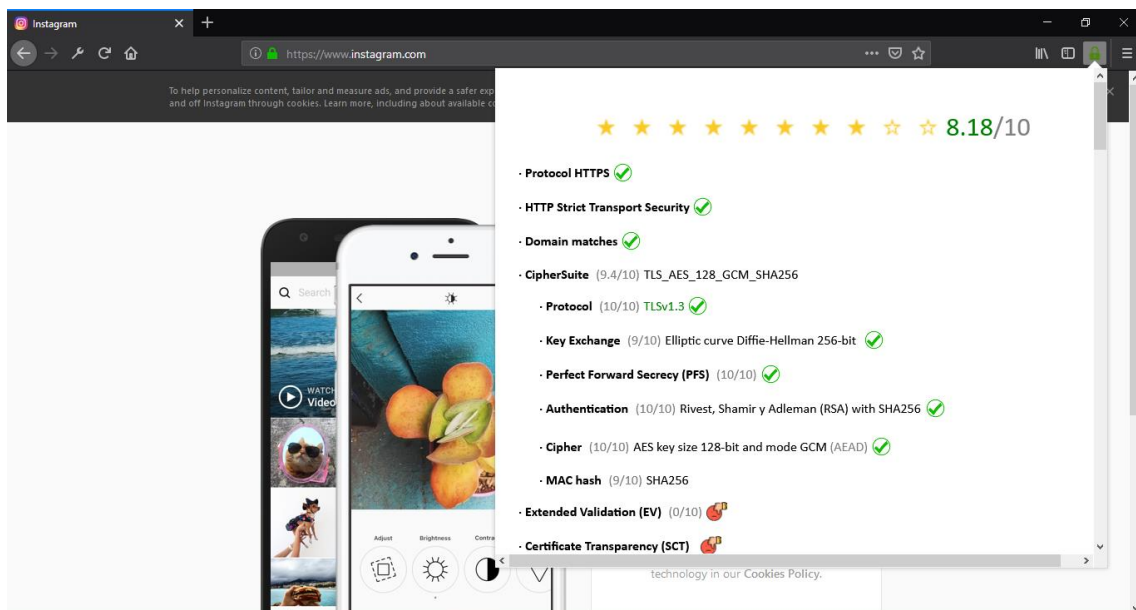 Instagram
https://www.instagram.com
To help personalize content, tailor and measure ads, and provide a safer exp
and off Instagram through cookies. Learn more, including about available co
8.18/10
· Protocol HTTPS
· HTTP Strict Transport Security
· Domain matches
· CipherSuite (9.4/10) TLS_AES_128_GCM_SHA256
· Protocol (10/10) TLSv1.3
· Key Exchange (9/10) Elliptic curve Diffie-Hellman 256-bit
· Perfect Forward Secrecy (PFS) (10/10)
· Authentication (10/10) Rivest, Shamir y Adleman (RSA) with SHA256
· Cipher (10/10) AES key size 128-bit and mode GCM (AEAD)
· MAC hash (9/10) SHA256
· Extended Validation (EV) (0/10)
· Certificate Transparency (SCT)
Search
WATCH
Video
Adjust Brightness Contra
technology in our Cookies Policy.